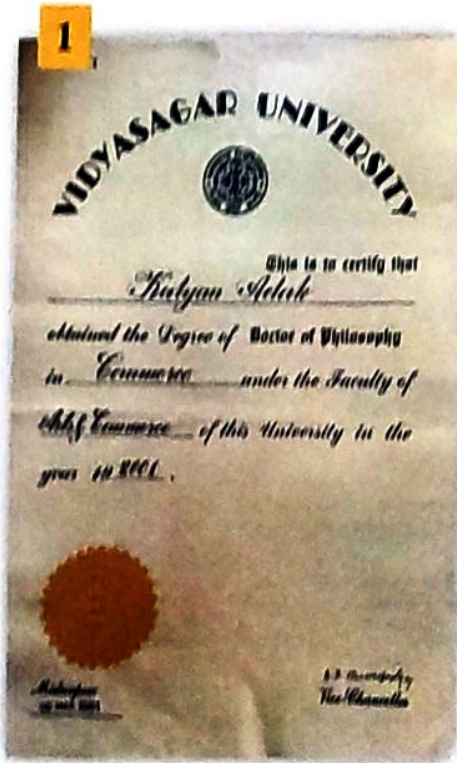 1
VIDYASAGAR UNIVERSITY
This is to certify that
Kalyan Adak
obtained the Degree of Doctor of Philosophy
in Commerce under the Faculty of
Commerce of this University in the
year 2001.
Midnapore
Vice-Chancellor